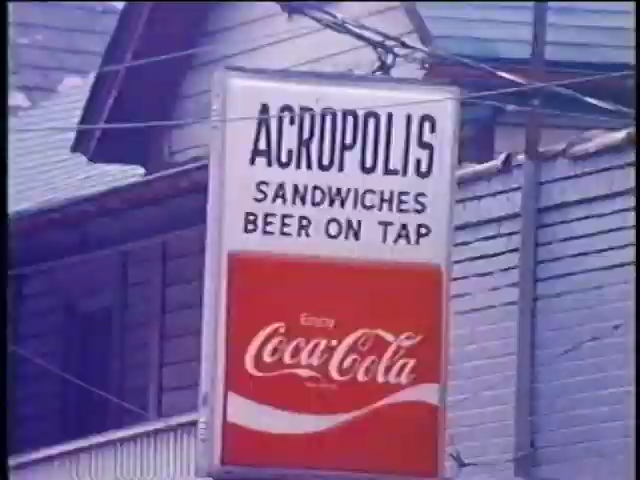 ACROPOLIS
SANDWICHES
BEER ON TAP
Enjoy
Coca-Cola